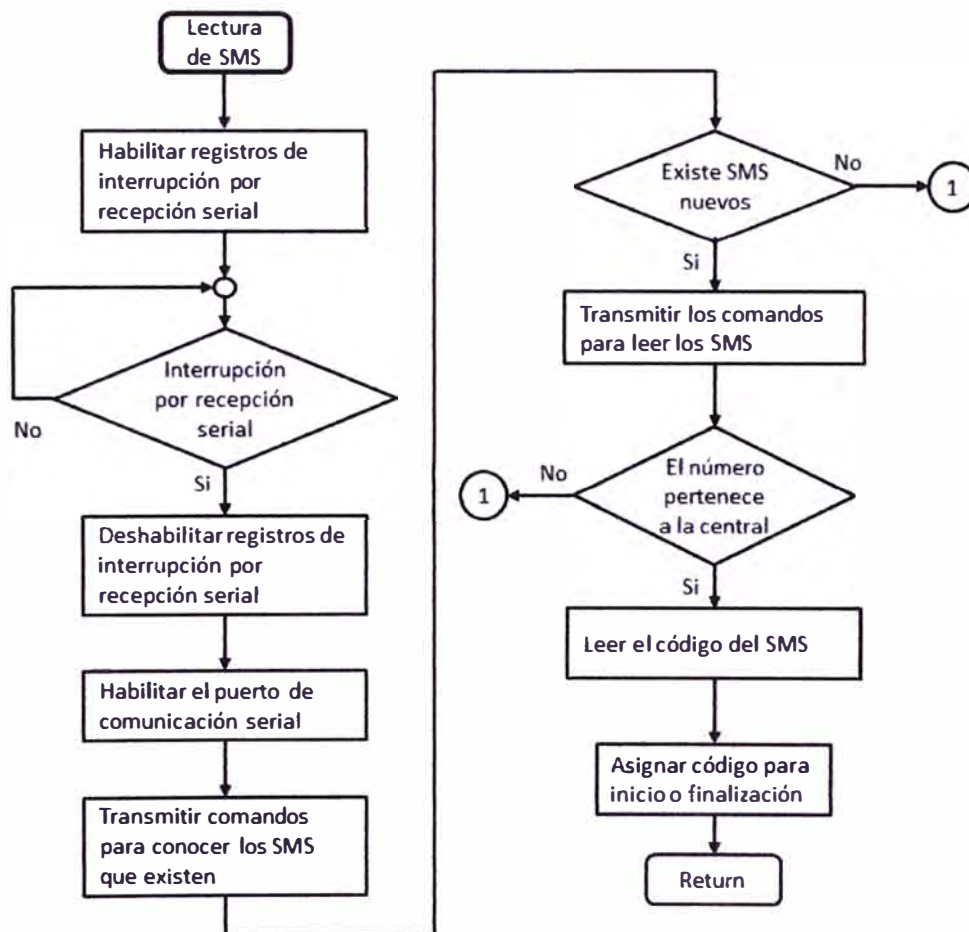 Lectura
de SMS
Habilitar registros de
interrupción por
recepción serial
Interrupción
por recepción
serial
No
Si
Deshabilitar registros de
interrupción por
recepción serial
Habilitar el puerto de
comunicación serial
Transmitir comandos
para conocer los SMS
que existen
Existe SMS
nuevos
No
1
Si
Transmitir los comandos
para leer los SMS
El número
pertenece
a la central
No
1
Si
Leer el código del SMS
Asignar código para
inicio o finalización
Return